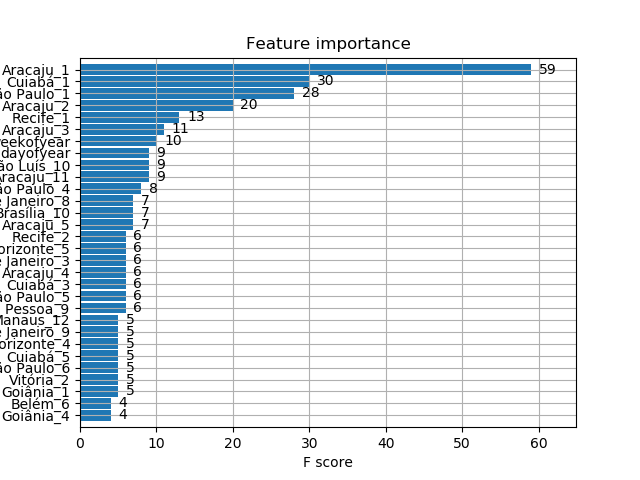 Feature importance
Aracaju_1 59
Cuiabá_1 30
ão Paulo_1 28
Aracaju_2 20
Recife_1 13
Aracaju_3 11
eekofyear 10
dayofyear 9
ão Luís_10 9
Aracaju_11 9
ão Paulo_4 8
e Janeiro_8 7
Brasília_10 7
Aracaju_5 7
Recife_2 6
orizonte_5 6
e Janeiro_3 6
Aracaju_4 6
Cuiabá_3 6
ão Paulo_5 6
Pessoa_9 6
Manaus_12 5
e Janeiro_9 5
orizonte_4 5
Cuiabá_5 5
ão Paulo_6 5
Vitória_2 5
Goiânia_1 5
Belém_6 4
Goiânia_4 4
0 10 20 30 40 50 60
F score